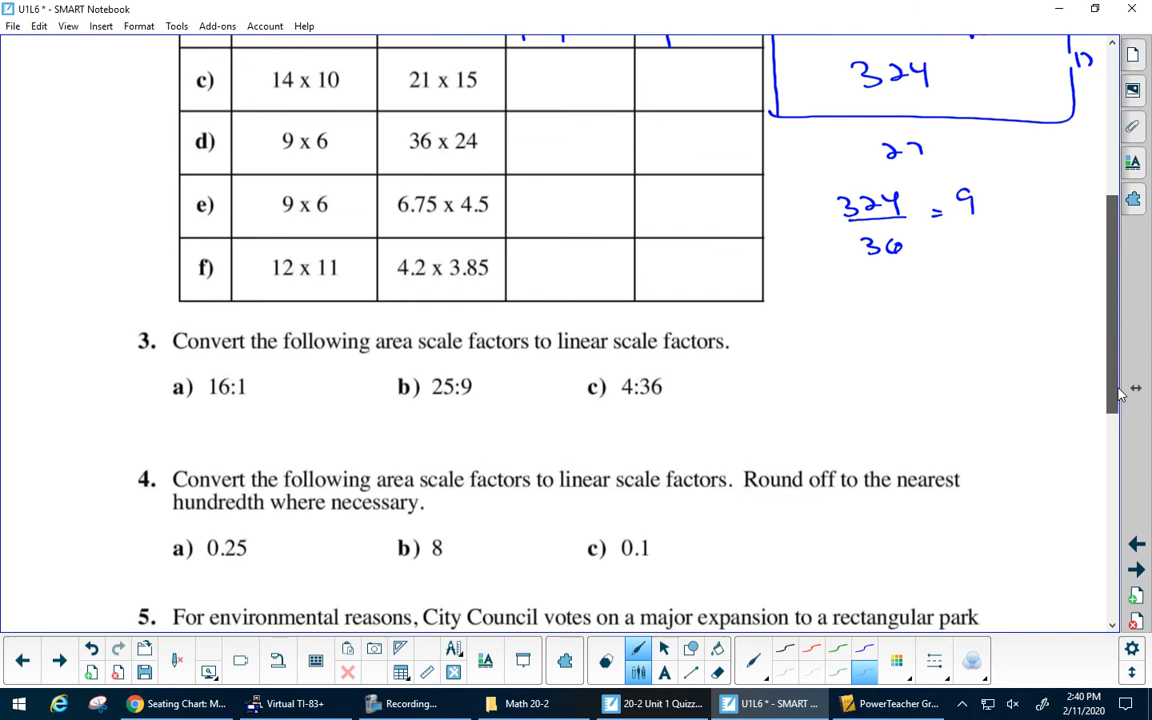 U1L6 * - SMART Notebook
File Edit View Insert Format Tools Add-ons Account Help
c) 14 x 10 21 x 15
324
d) 9 x 6 36 x 24
27
e) 9 x 6 6.75 x 4.5
324 = 9
36
f) 12 x 11 4.2 x 3.85
3. Convert the following area scale factors to linear scale factors.
a) 16:1 b) 25:9 c) 4:36
4. Convert the following area scale factors to linear scale factors. Round off to the nearest
hundredth where necessary.
a) 0.25 b) 8 c) 0.1
5. For environmental reasons, City Council votes on a major expansion to a rectangular park
Seating Chart: M... Virtual TI-83+ Recording... Math 20-2 20-2 Unit 1 Quizz... U1L6 * - SMART ... PowerTeacher Gr...
2:40 PM
2/11/2020